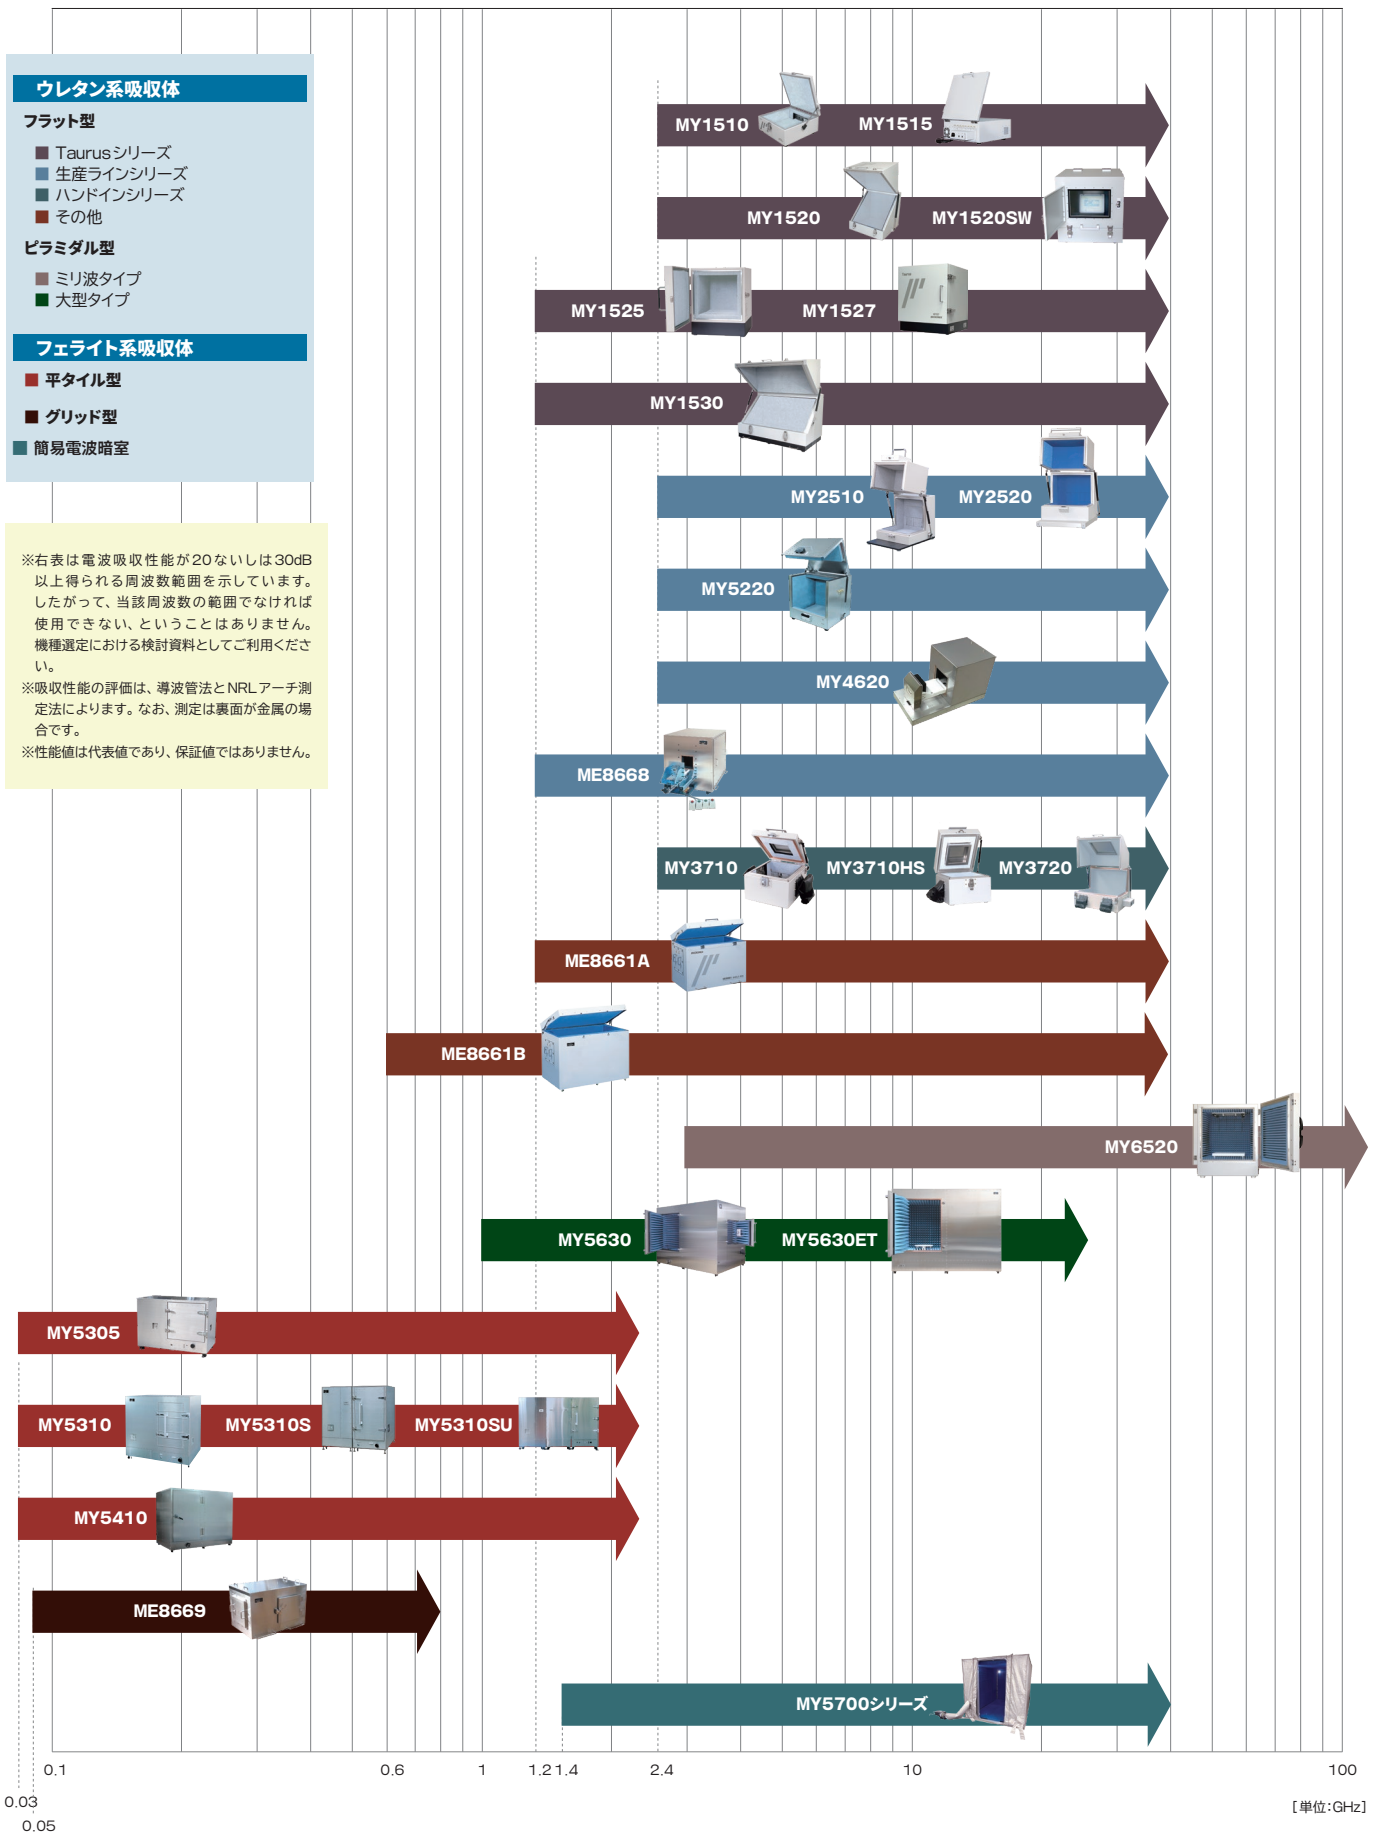 ウレタン系吸収体
フラット型
Taurusシリーズ
生産ラインシリーズ
ハンドインシリーズ
その他
ピラミダル型
ミリ波タイプ
大型タイプ
フェライト系吸収体
平タイル型
グリッド型
簡易電波暗室
※右表は電波吸収性能が20ないしは30dB
以上得られる周波数範囲を示しています。
したがって、当該周波数の範囲でなければ
使用できない、ということはありません。
機種選定における検討資料としてご利用くださ
い。
※吸収性能の評価は、導波管法とNRLアーチ測
定法によります。なお、測定は裏面が金属の場
合です。
※性能値は代表値であり、保証値ではありません。
MY1510 MY1515
MY1520 MY1520SW
MY1525 MY1527
MY1530
MY2510 MY2520
MY5220
MY4620
ME8668
MY3710 MY3710HS MY3720
ME8661A
ME8661B
MY6520
MY5630 MY5630ET
MY5305
MY5310 MY5310S MY5310SU
MY5410
ME8669
MY5700シリーズ
0.1 0.6 1 1.2 1.4 2.4 10 100
0.03
0.05
[単位:GHz]